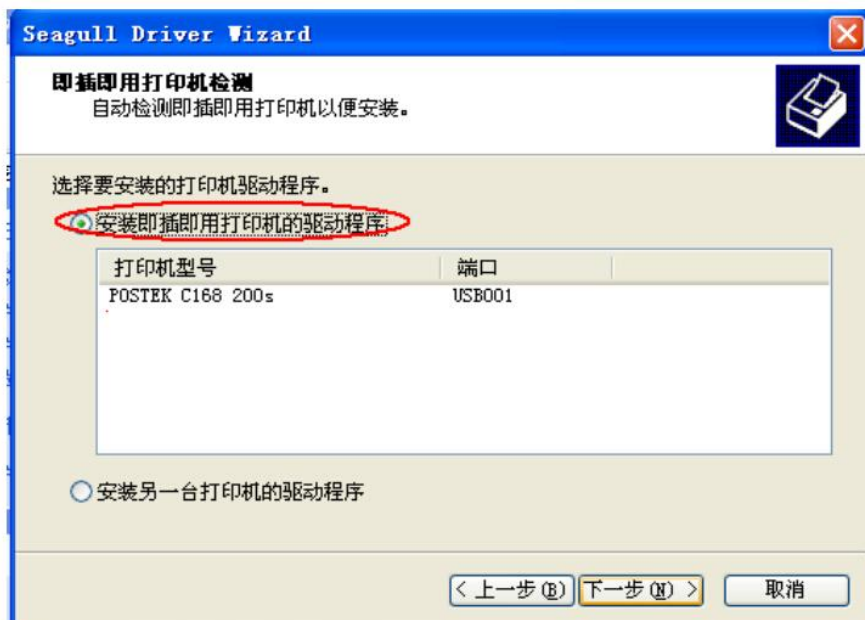 Seagull Driver Wizard
即插即用打印机检测
自动检测即插即用打印机以便安装。
选择要安装的打印机驱动程序。
安装即插即用打印机的驱动程序
打印机型号 端口
POSTEK C168 200s USB001
安装另一台打印机的驱动程序
< 上一步(B) 下一步(N) > 取消